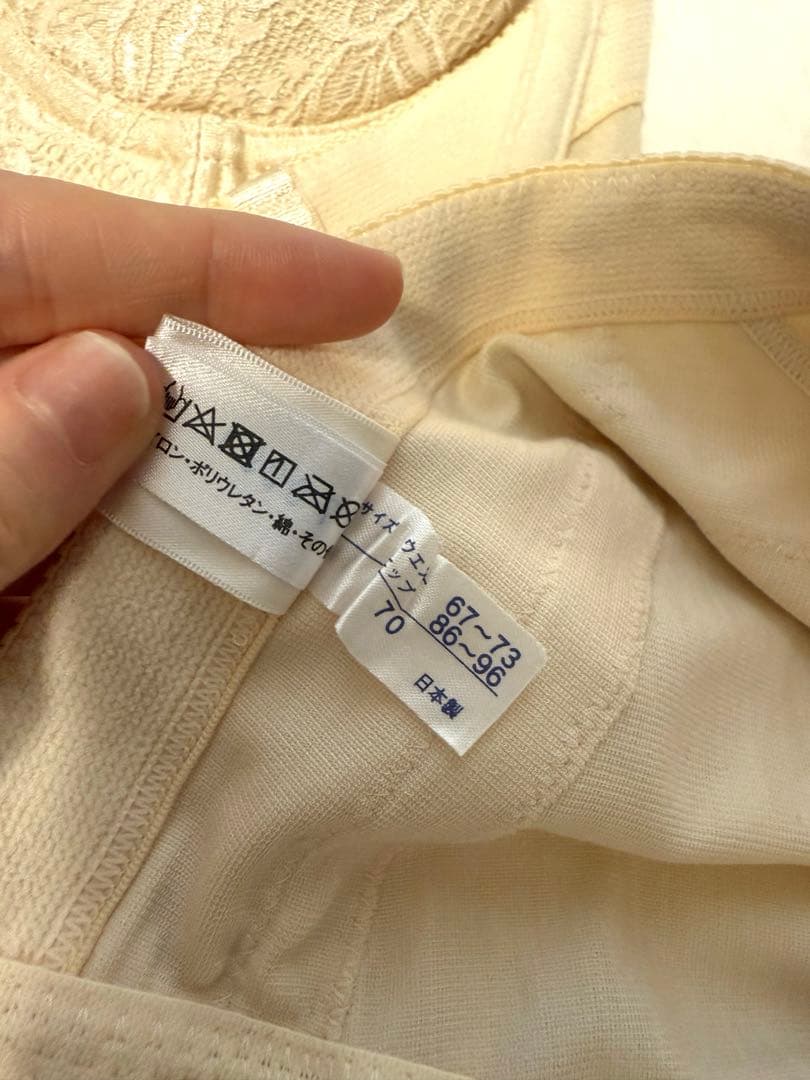 イロン・ポリウレタン・綿・その
サイズ
ウエス 67～73
ップ 86～96
70
日本製